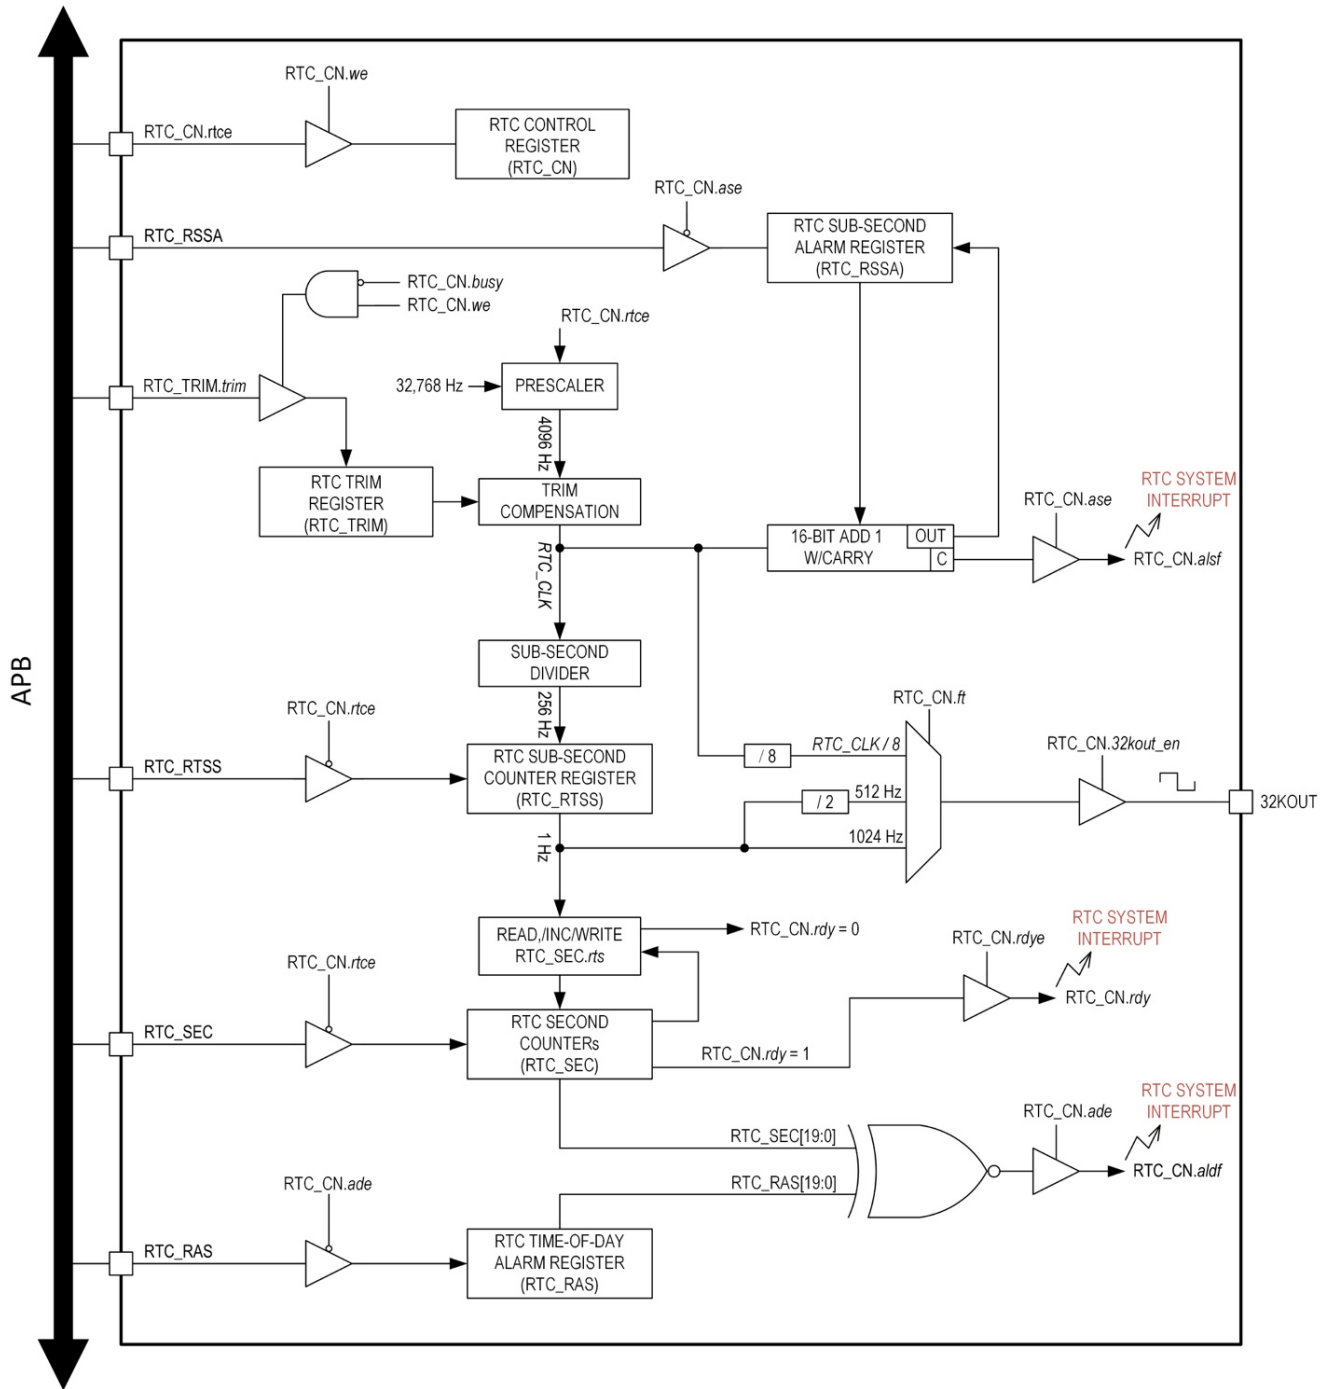 RTC_CN.we
RTC_CN.rtce
RTC CONTROL
REGISTER
(RTC_CN)
RTC_CN.ase
RTC_RSSA
RTC SUB-SECOND
ALARM REGISTER
(RTC_RSSA)
RTC_CN.busy
RTC_CN.we
RTC_CN.rtce
RTC_TRIM.trim
32,768 Hz
PRESCALER
4096 Hz
RTC TRIM
REGISTER
(RTC_TRIM)
TRIM
COMPENSATION
RTC SYSTEM
INTERRUPT
RTC_CN.ase
16-BIT ADD 1
W/CARRY
OUT
C
RTC_CN.alsf
RTC_CLK
APB
SUB-SECOND
DIVIDER
256 Hz
RTC_CN.rtce
RTC_CN.ft
RTC_RTSS
RTC SUB-SECOND
COUNTER REGISTER
(RTC_RTSS)
/ 8
RTC_CLK / 8
RTC_CN.32kout_en
/ 2
512 Hz
32KOUT
1024 Hz
1 Hz
READ,/INC/WRITE
RTC_SEC.rts
RTC_CN.rdy = 0
RTC SYSTEM
INTERRUPT
RTC_CN.rdye
RTC_CN.rdy
RTC_CN.rtce
RTC_SEC
RTC SECOND
COUNTERs
(RTC_SEC)
RTC_CN.rdy = 1
RTC SYSTEM
INTERRUPT
RTC_CN.ade
RTC_SEC[19:0]
RTC_CN.aldf
RTC_RAS[19:0]
RTC_CN.ade
RTC_RAS
RTC TIME-OF-DAY
ALARM REGISTER
(RTC_RAS)